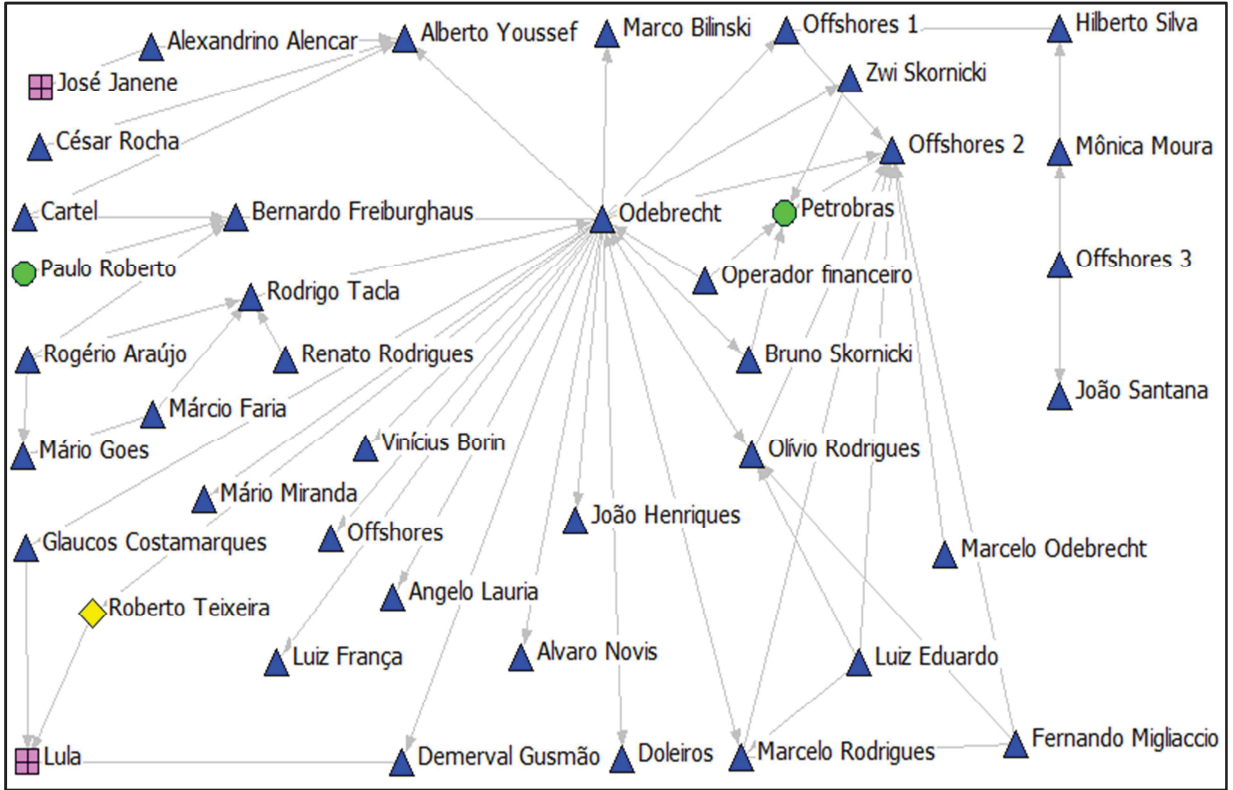 Alexandrino Alencar
Alberto Youssef
Marco Bilinski
Offshores 1
Hilberto Silva
José Janene
Zwi Skornicki
César Rocha
Offshores 2
Mônica Moura
Cartel
Bernardo Freiburghaus
Odebrecht
Petrobras
Paulo Roberto
Operador financeiro
Offshores 3
Rodrigo Tacla
Rogério Araújo
Renato Rodrigues
Bruno Skornicki
Márcio Faria
João Santana
Mário Goes
Vinícius Borin
Olívio Rodrigues
Mário Miranda
João Henriques
Glaucos Costamarques
Offshores
Marcelo Odebrecht
Angelo Lauria
Roberto Teixeira
Luiz França
Alvaro Novis
Luiz Eduardo
Lula
Demerval Gusmão
Doleiros
Marcelo Rodrigues
Fernando Migliaccio